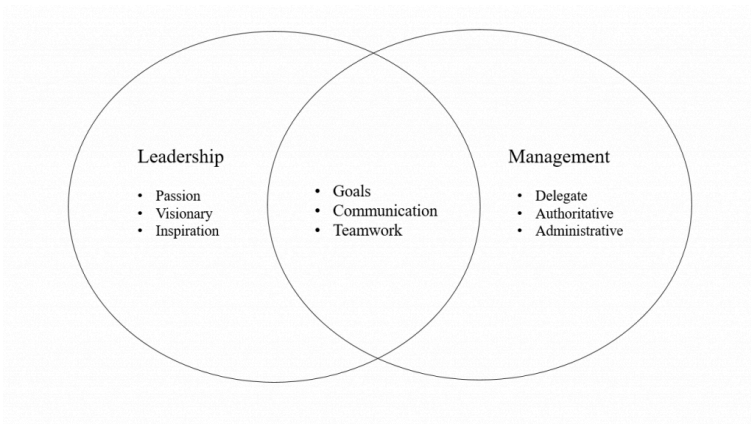 Leadership
• Passion
• Visionary
• Inspiration
• Goals
• Communication
• Teamwork
Management
• Delegate
• Authoritative
• Administrative